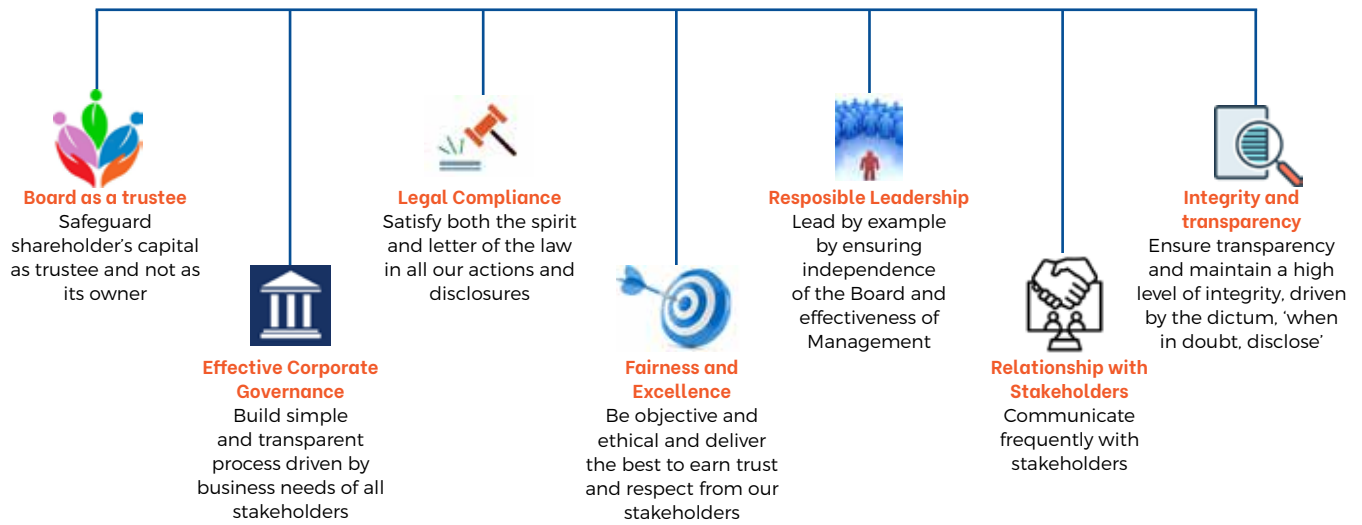 Board as a trustee
Safeguard
shareholder’s capital
as trustee and not as
its owner
Effective Corporate
Governance
Build simple
and transparent
process driven by
business needs of all
stakeholders
Legal Compliance
Satisfy both the spirit
and letter of the law
in all our actions and
disclosures
Fairness and
Excellence
Be objective and
ethical and deliver
the best to earn trust
and respect from our
stakeholders
Resposible Leadership
Lead by example
by ensuring
independence
of the Board and
effectiveness of
Management
Relationship with
Stakeholders
Communicate
frequently with
stakeholders
Integrity and
transparency
Ensure transparency
and maintain a high
level of integrity, driven
by the dictum, ‘when
in doubt, disclose’